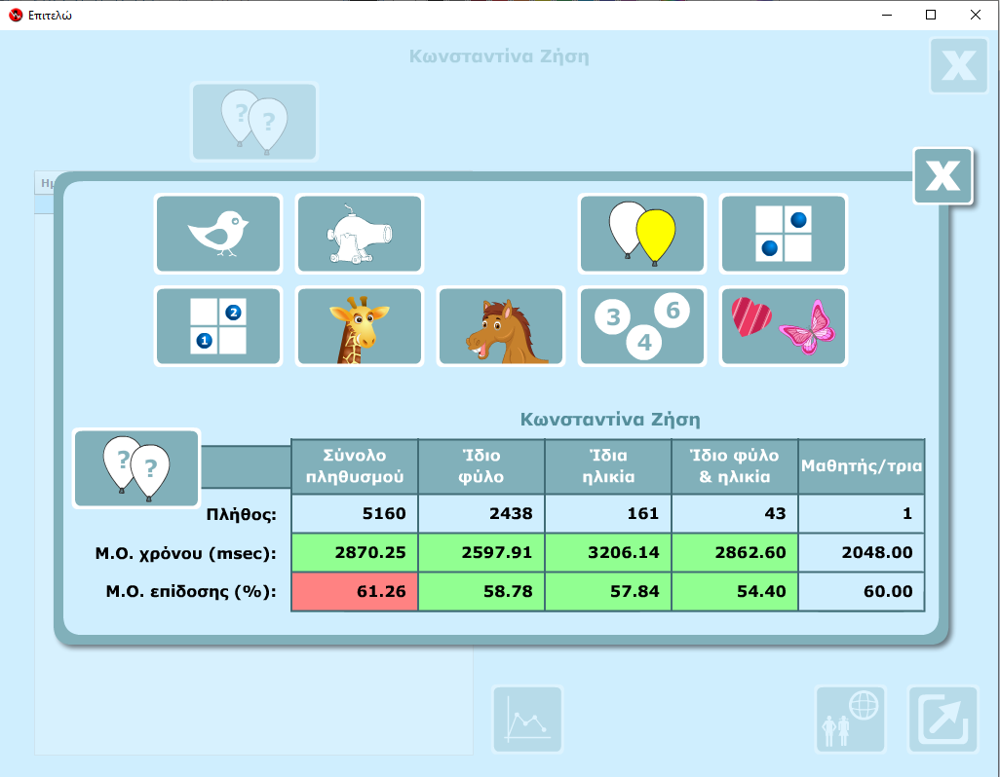 Επιτελώ
Κωνσταντίνα Ζήση
? ?
Ημ
2
1
3 6
4
Κωνσταντίνα Ζήση
? ?
Σύνολο πληθυσμού Ίδιο φύλο Ίδια ηλικία Ίδιο φύλο & ηλικία Μαθητής/τρια
Πλήθος: 5160 2438 161 43 1
Μ.Ο. χρόνου (msec): 2870.25 2597.91 3206.14 2862.60 2048.00
Μ.Ο. επίδοσης (%): 61.26 58.78 57.84 54.40 60.00